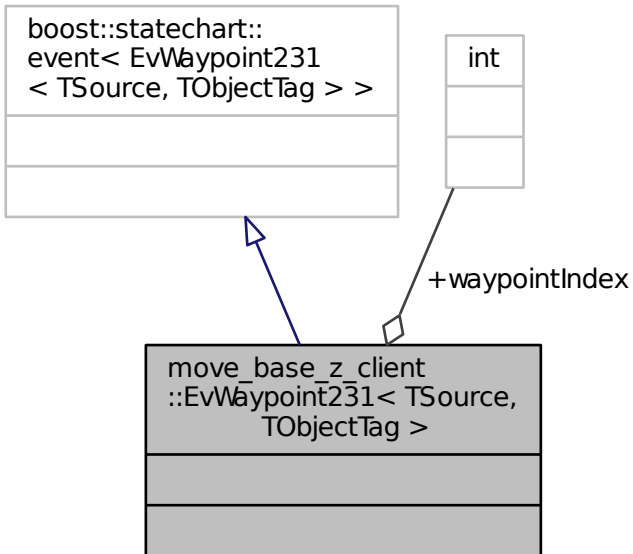 boost::statechart::
event< EvWaypoint231
< TSource, TObjectTag > >
int
+waypointIndex
move_base_z_client
::EvWaypoint231< TSource,
TObjectTag >